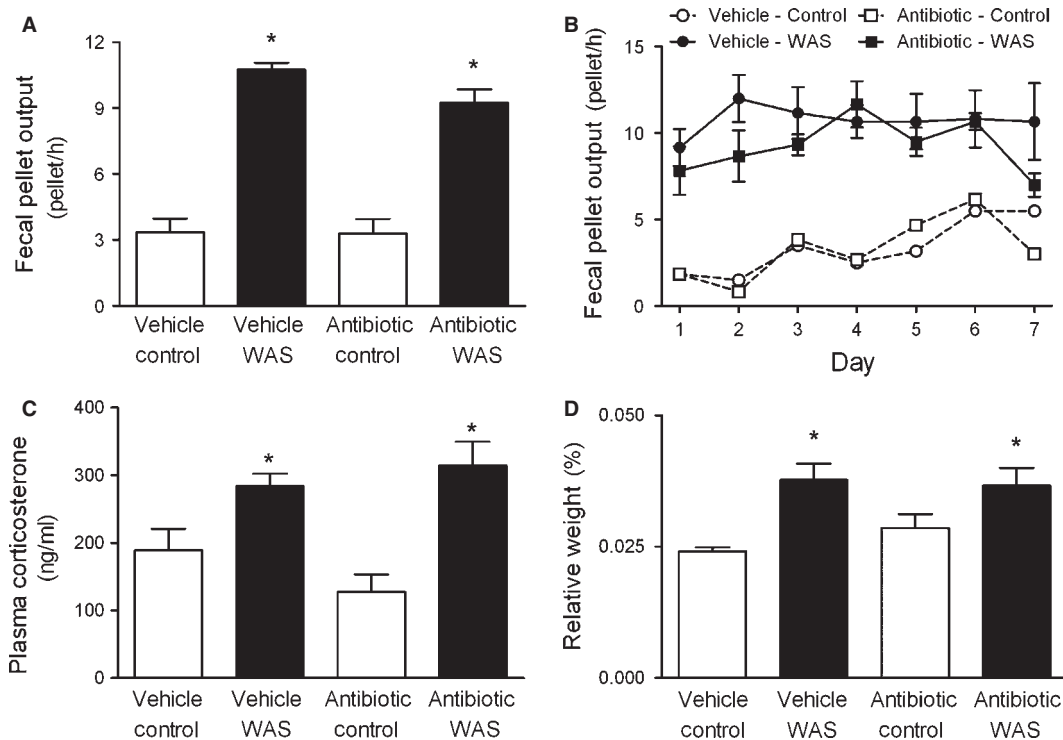 A
Fecal pellet output
(pellet/h)
12
9
6
3
0
*
*
Vehicle
control
Vehicle
WAS
Antibiotic
control
Antibiotic
WAS
B
Vehicle - Control
Antibiotic - Control
Vehicle - WAS
Antibiotic - WAS
Fecal pellet output (pellet/h)
15
10
5
0
1 2 3 4 5 6 7
Day
C
Plasma corticosterone
(ng/ml)
400
300
200
100
0
*
*
Vehicle
control
Vehicle
WAS
Antibiotic
control
Antibiotic
WAS
D
Relative weight (%)
0.050
0.025
0.000
*
*
Vehicle
control
Vehicle
WAS
Antibiotic
control
Antibiotic
WAS